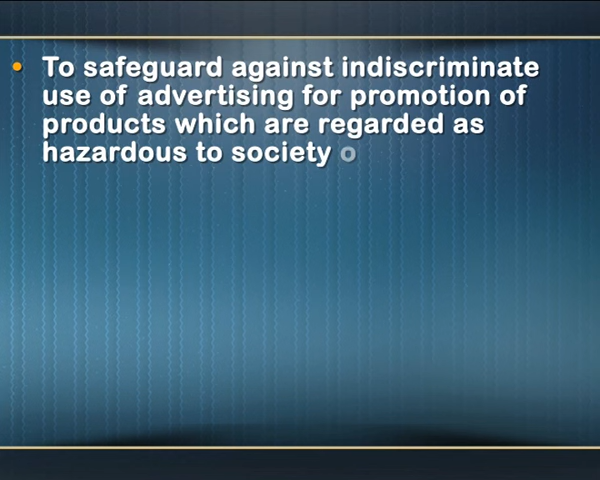 • To safeguard against indiscriminate
use of advertising for promotion of
products which are regarded as
hazardous to society o